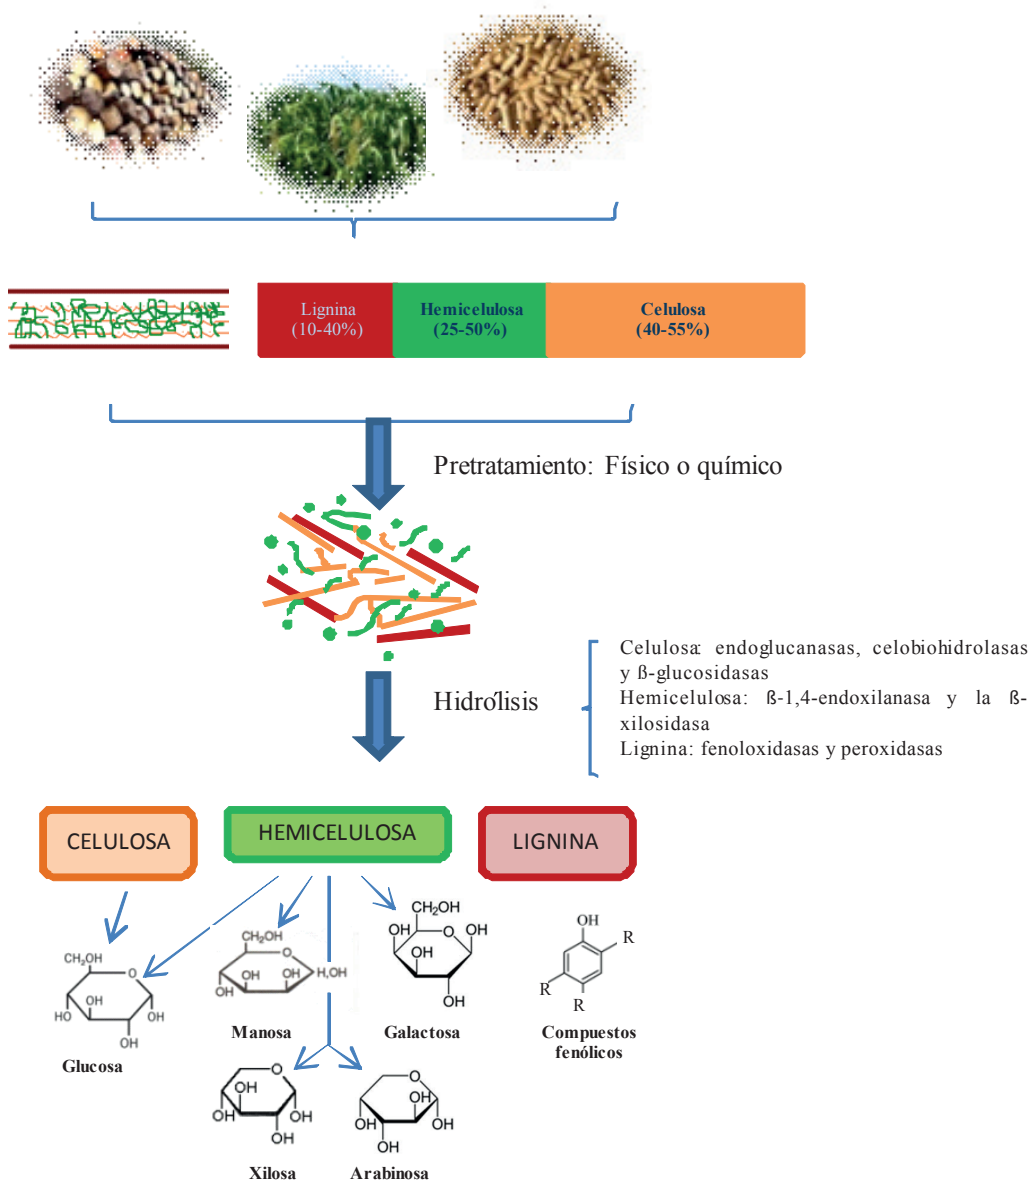 Lignina
(10-40%)
Hemicelulosa
(25-50%)
Celulosa
(40-55%)
Pretratamiento: Físico o químico
Hidrólisis
Celulosa: endoglucanasas, celobiohidrolasas
y ß-glucosidasas
Hemicelulosa: ß-1,4-endoxilanasa y la ß-
xilosidasa
Lignina: fenoloxidasas y peroxidasas
CELULOSA
HEMICELULOSA
LIGNINA
CH₂OH
O
OH
HO
OH
OH
Glucosa
CH₂OH
O
OH
OH
OH
H,OH
Manosa
CH₂OH
OH
O
OH
OH
OH
Galactosa
OH
R
R
R
Compuestos
fenólicos
O
OH
OH
OH
OH
Xilosa
O
OH
OH
OH
OH
Arabinosa